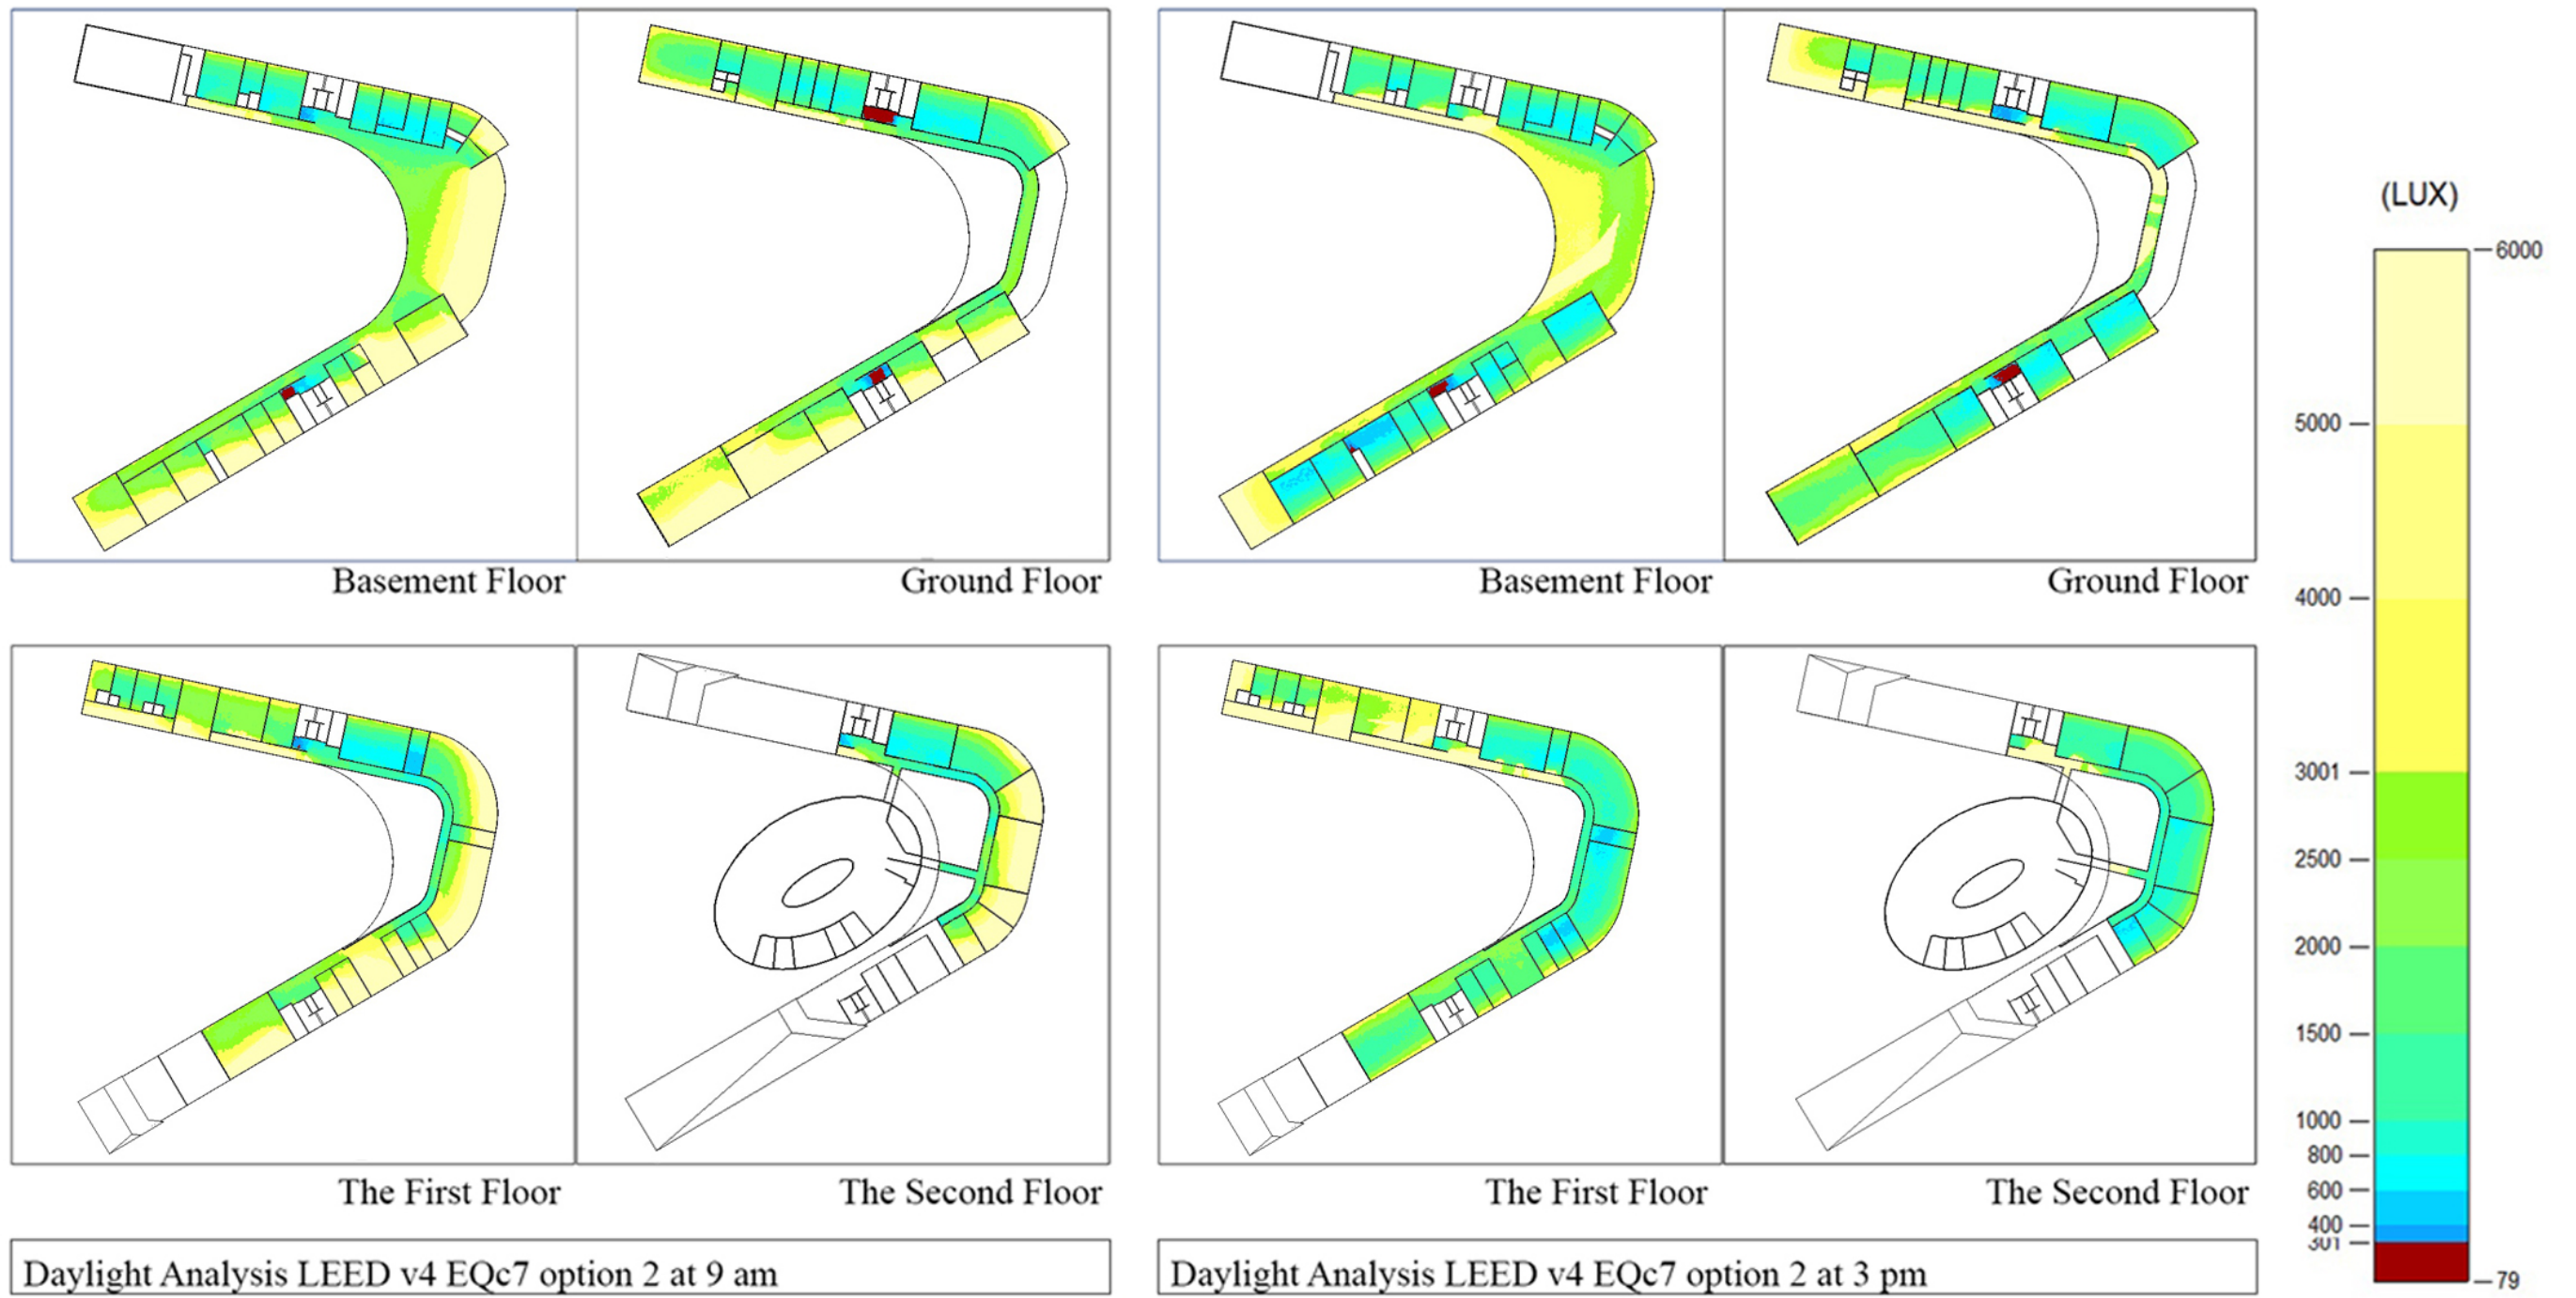 Basement Floor
Ground Floor
Basement Floor
Ground Floor
The First Floor
The Second Floor
The First Floor
The Second Floor
Daylight Analysis LEED v4 EQc7 option 2 at 9 am
Daylight Analysis LEED v4 EQc7 option 2 at 3 pm
(LUX)
6000
5000
4000
3001
2500
2000
1500
1000
800
600
400
301
79